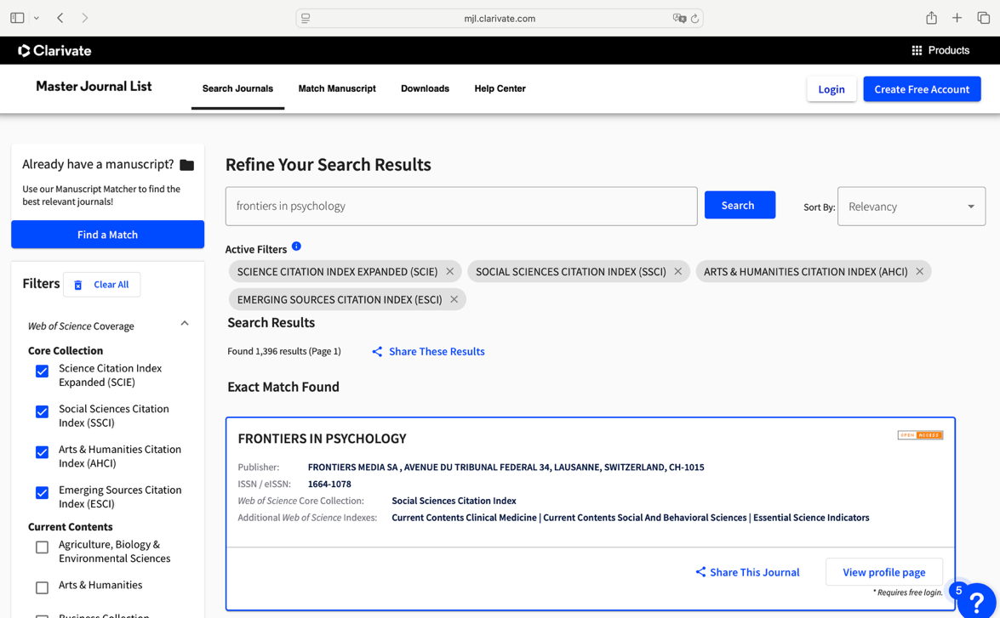 mjl.clarivate.com
Clarivate
Products
Master Journal List
Search Journals
Match Manuscript
Downloads
Help Center
Login
Create Free Account
Already have a manuscript?
Use our Manuscript Matcher to find the
best relevant journals!
Find a Match
Filters
Clear All
Web of Science Coverage
Core Collection
Science Citation Index
Expanded (SCIE)
Social Sciences Citation
Index (SSCI)
Arts & Humanities Citation
Index (AHCI)
Emerging Sources Citation
Index (ESCI)
Current Contents
Agriculture, Biology &
Environmental Sciences
Arts & Humanities
Business Collection
Refine Your Search Results
frontiers in psychology
Search
Sort By:
Relevancy
Active Filters
SCIENCE CITATION INDEX EXPANDED (SCIE)
SOCIAL SCIENCES CITATION INDEX (SSCI)
ARTS & HUMANITIES CITATION INDEX (AHCI)
EMERGING SOURCES CITATION INDEX (ESCI)
Search Results
Found 1,396 results (Page 1)
Share These Results
Exact Match Found
FRONTIERS IN PSYCHOLOGY
OPEN ACCESS
Publisher: FRONTIERS MEDIA SA , AVENUE DU TRIBUNAL FEDERAL 34, LAUSANNE, SWITZERLAND, CH-1015
ISSN / eISSN: 1664-1078
Web of Science Core Collection: Social Sciences Citation Index
Additional Web of Science Indexes: Current Contents Clinical Medicine | Current Contents Social And Behavioral Sciences | Essential Science Indicators
Share This Journal
View profile page
* Requires free login.
5
?